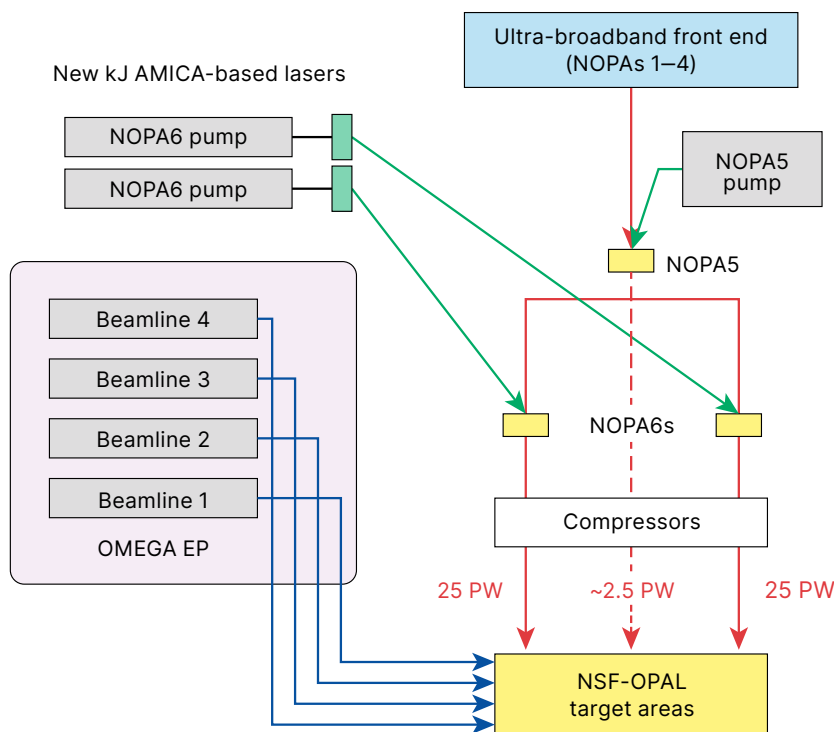 Ultra-broadband front end
(NOPAs 1–4)
New kJ AMICA-based lasers
NOPA6 pump
NOPA6 pump
NOPA5
pump
NOPA5
Beamline 4
Beamline 3
Beamline 2
Beamline 1
OMEGA EP
NOPA6s
Compressors
25 PW
~2.5 PW
25 PW
NSF-OPAL
target areas